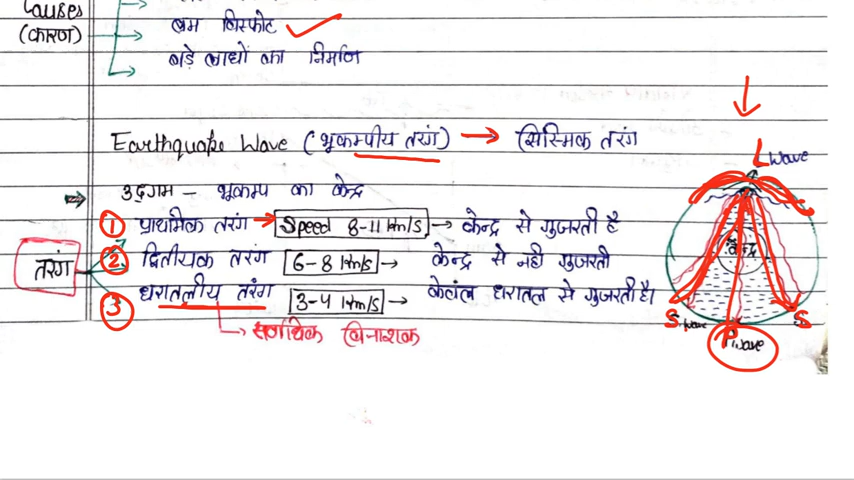 Causes
(कारण)
बम विस्फोट
बड़े बाधों का निर्माण
Earthquake Wave (भूकम्पीय तरंग) → सिस्मिक तरंग
L wave
उद्गम – भूकम्प का केन्द्र
① प्राथमिक तरंग → Speed 8-11 km/s → केन्द्र से गुजरती है
तरंग ② द्वितीयक तरंग 6-8 km/s → केन्द्र से नही गुजरती
केन्द्र
③ धरातलीय तरंग 3-4 km/s → केवल धरातल से गुजरती है।
→ सर्वाधिक विनाशक
S wave P wave S